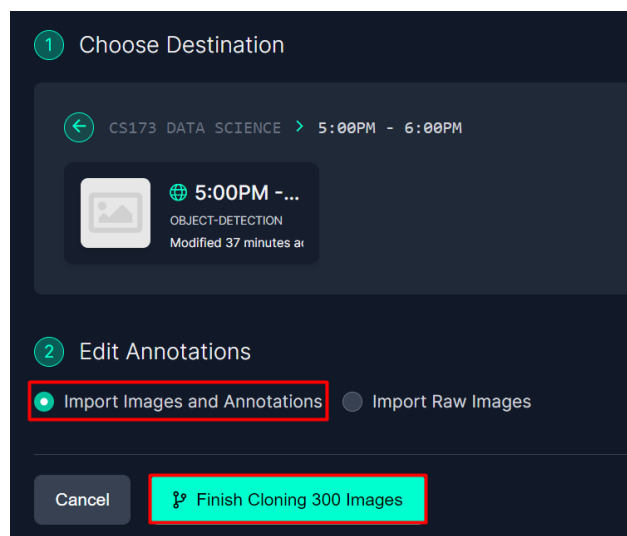 1 Choose Destination
CS173 DATA SCIENCE > 5:00PM - 6:00PM
5:00PM -...
OBJECT-DETECTION
Modified 37 minutes
2 Edit Annotations
Import Images and Annotations Import Raw Images
Cancel Finish Cloning 300 Images